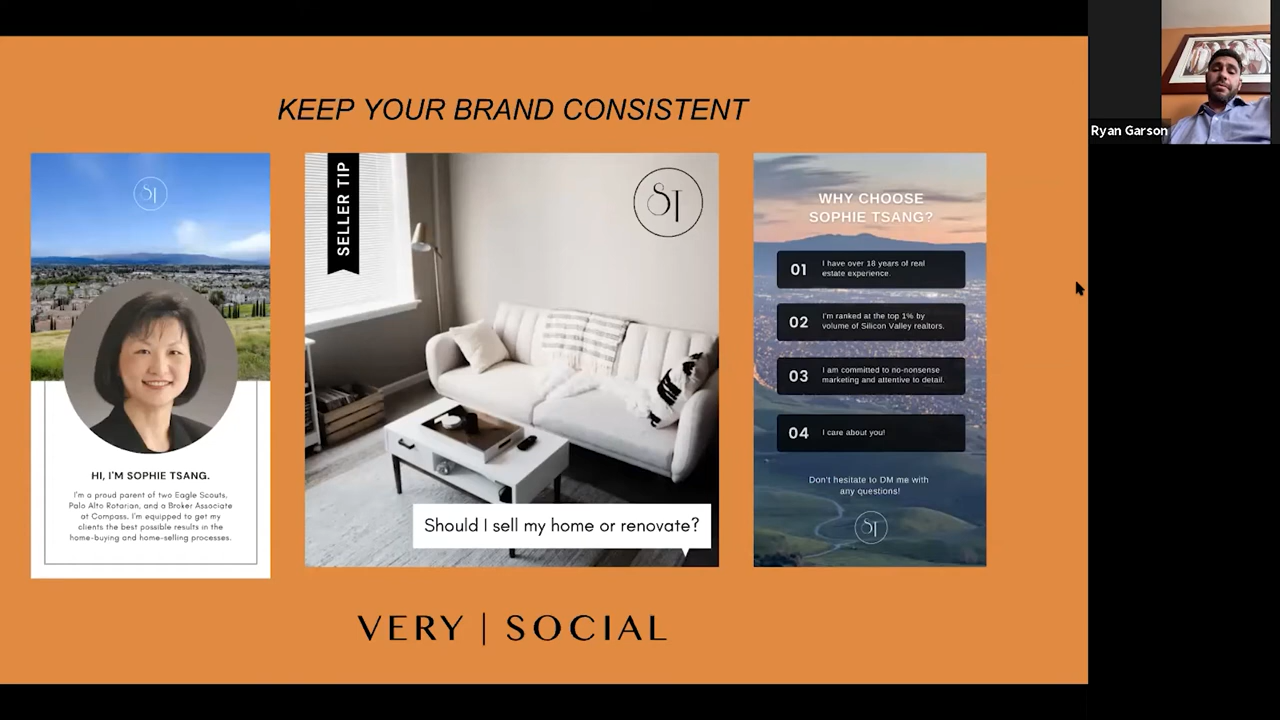 KEEP YOUR BRAND CONSISTENT
ST
HI, I'M SOPHIE TSANG.
I'm a proud parent of two Eagle Scouts,
Palo Alto Rotarian, and a Broker Associate
at Compass, I'm equipped to get my
clients the best possible results in the
home-buying and home-selling processes.
SELLER TIP
ST
Should I sell my home or renovate?
WHY CHOOSE
SOPHIE TSANG?
01
I have over 18 years of real
estate experience.
02
I'm ranked at the top 1% by
volume of Silicon Valley realtors.
03
I am committed to no-nonsense
marketing and attentive to detail.
04
I care about you!
Don't hesitate to DM me with
any questions!
ST
VERY | SOCIAL
Ryan Garson